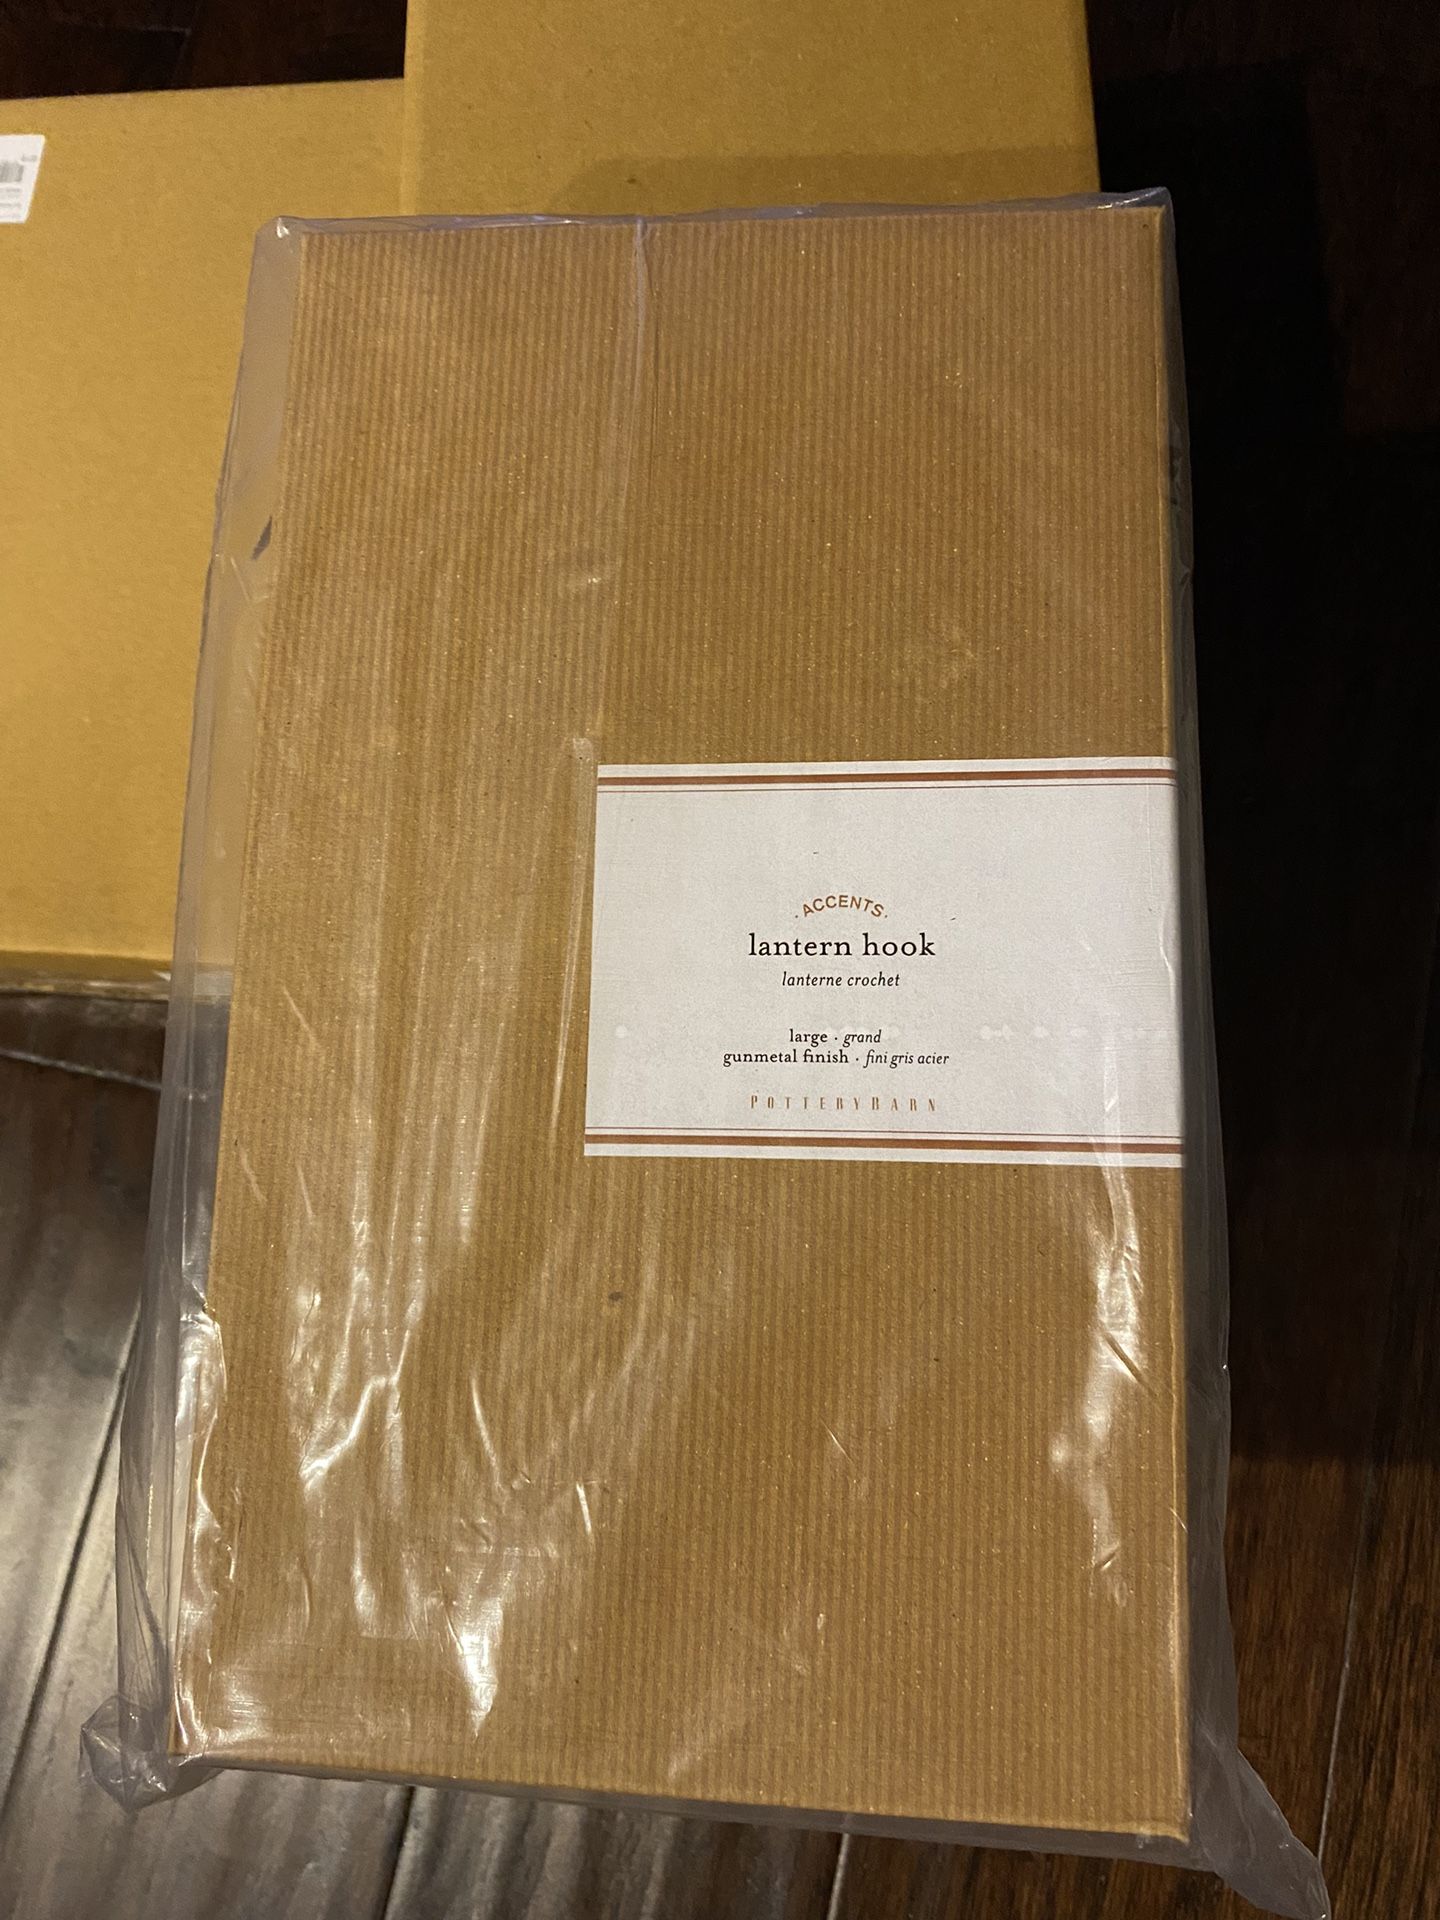 ·ACCENTS·
lantern hook
lanterne crochet
large · grand
gunmetal finish · fini gris acier
POTTERYBARN